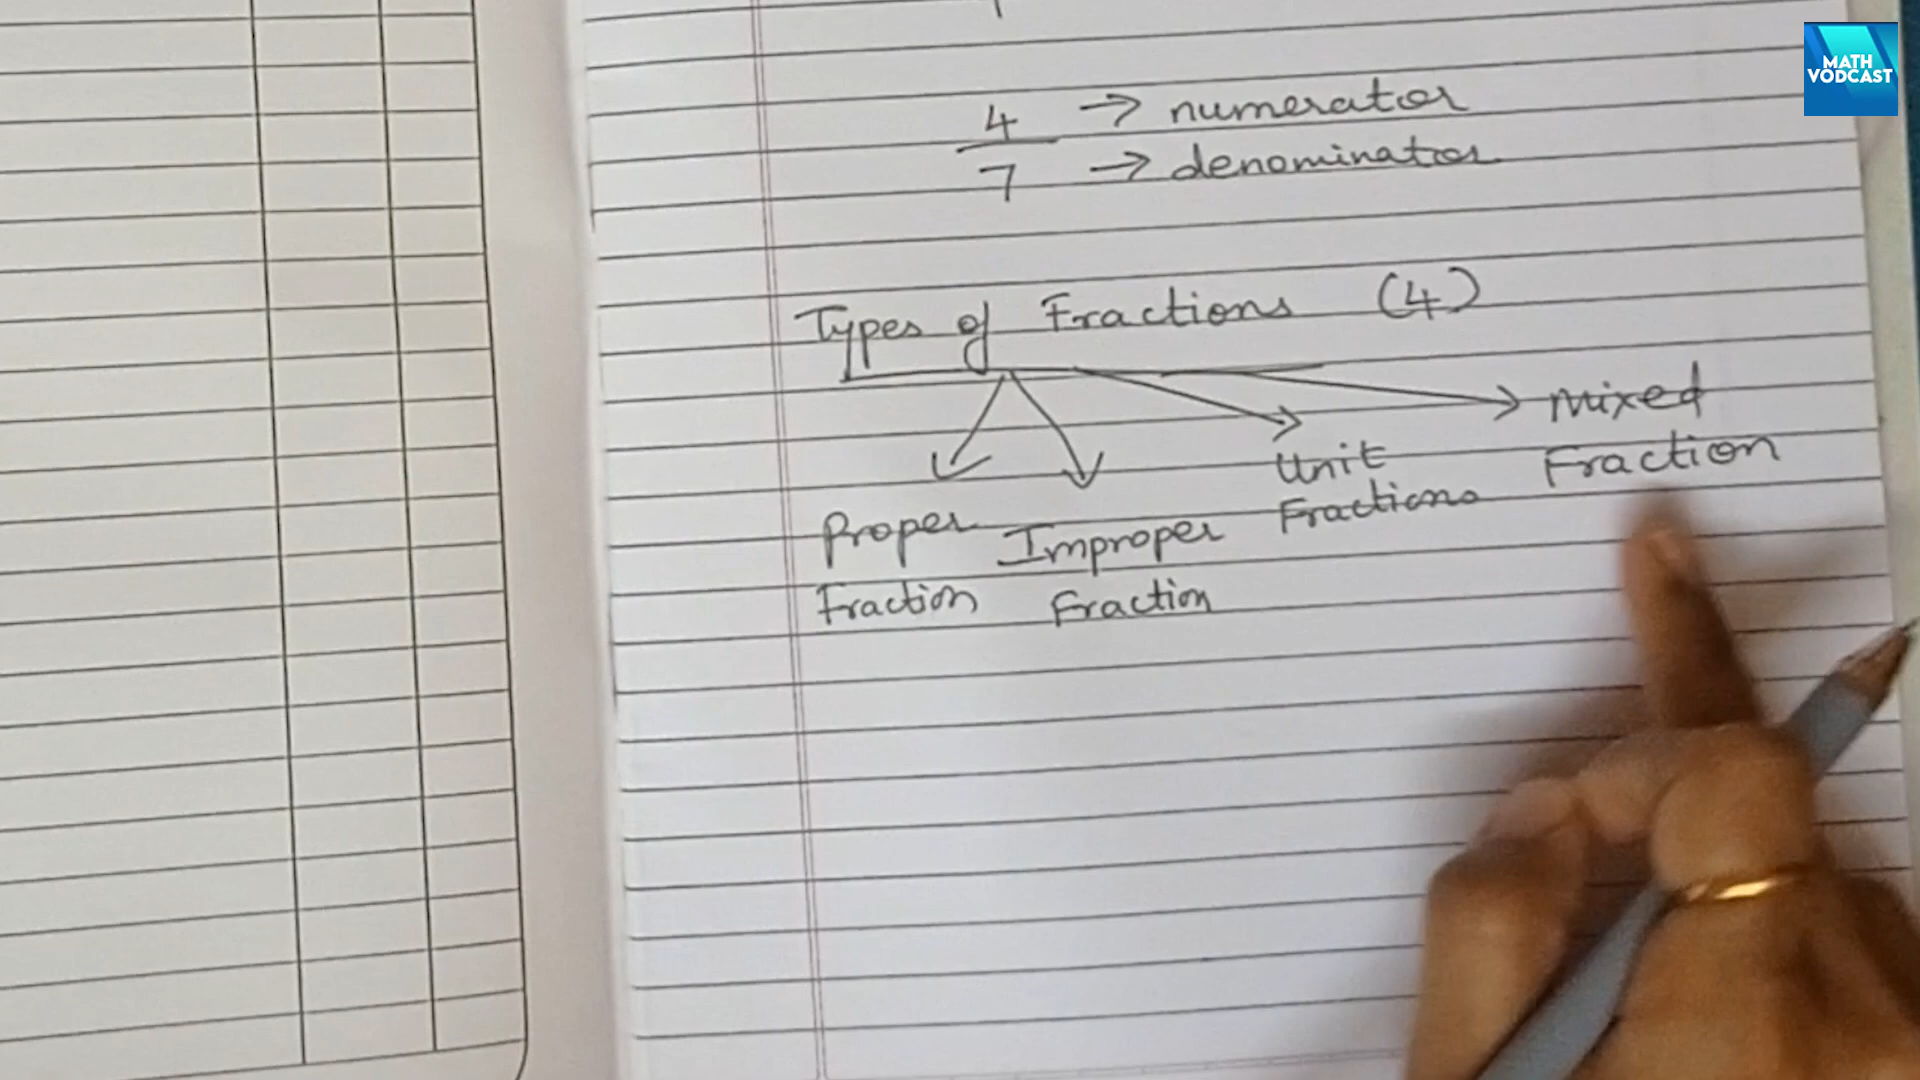 MATH
VODCAST
4 → numerator
7 → denominator
Types of Fractions (4)
Proper
Fraction
Improper
Fraction
Unit
Fractions
Mixed
Fraction